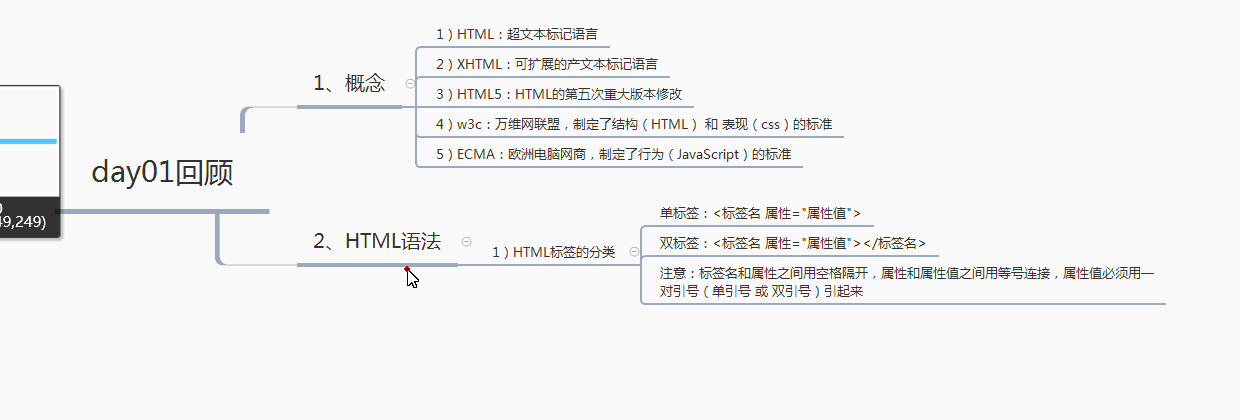 1）HTML：超文本标记语言
1、概念
2）XHTML：可扩展的产文本标记语言
3）HTML5：HTML的第五次重大版本修改
4）w3c：万维网联盟，制定了结构（HTML ）和 表现（css）的标准
5）ECMA：欧洲电脑网商，制定了行为（JavaScript）的标准
day01回顾
49,249)
2、HTML语法
1）HTML标签的分类
单标签：<标签名 属性="属性值">
双标签：<标签名 属性="属性值"></标签名>
注意：标签名和属性之间用空格隔开，属性和属性值之间用等号连接，属性值必须用一
对引号（单引号 或 双引号）引起来